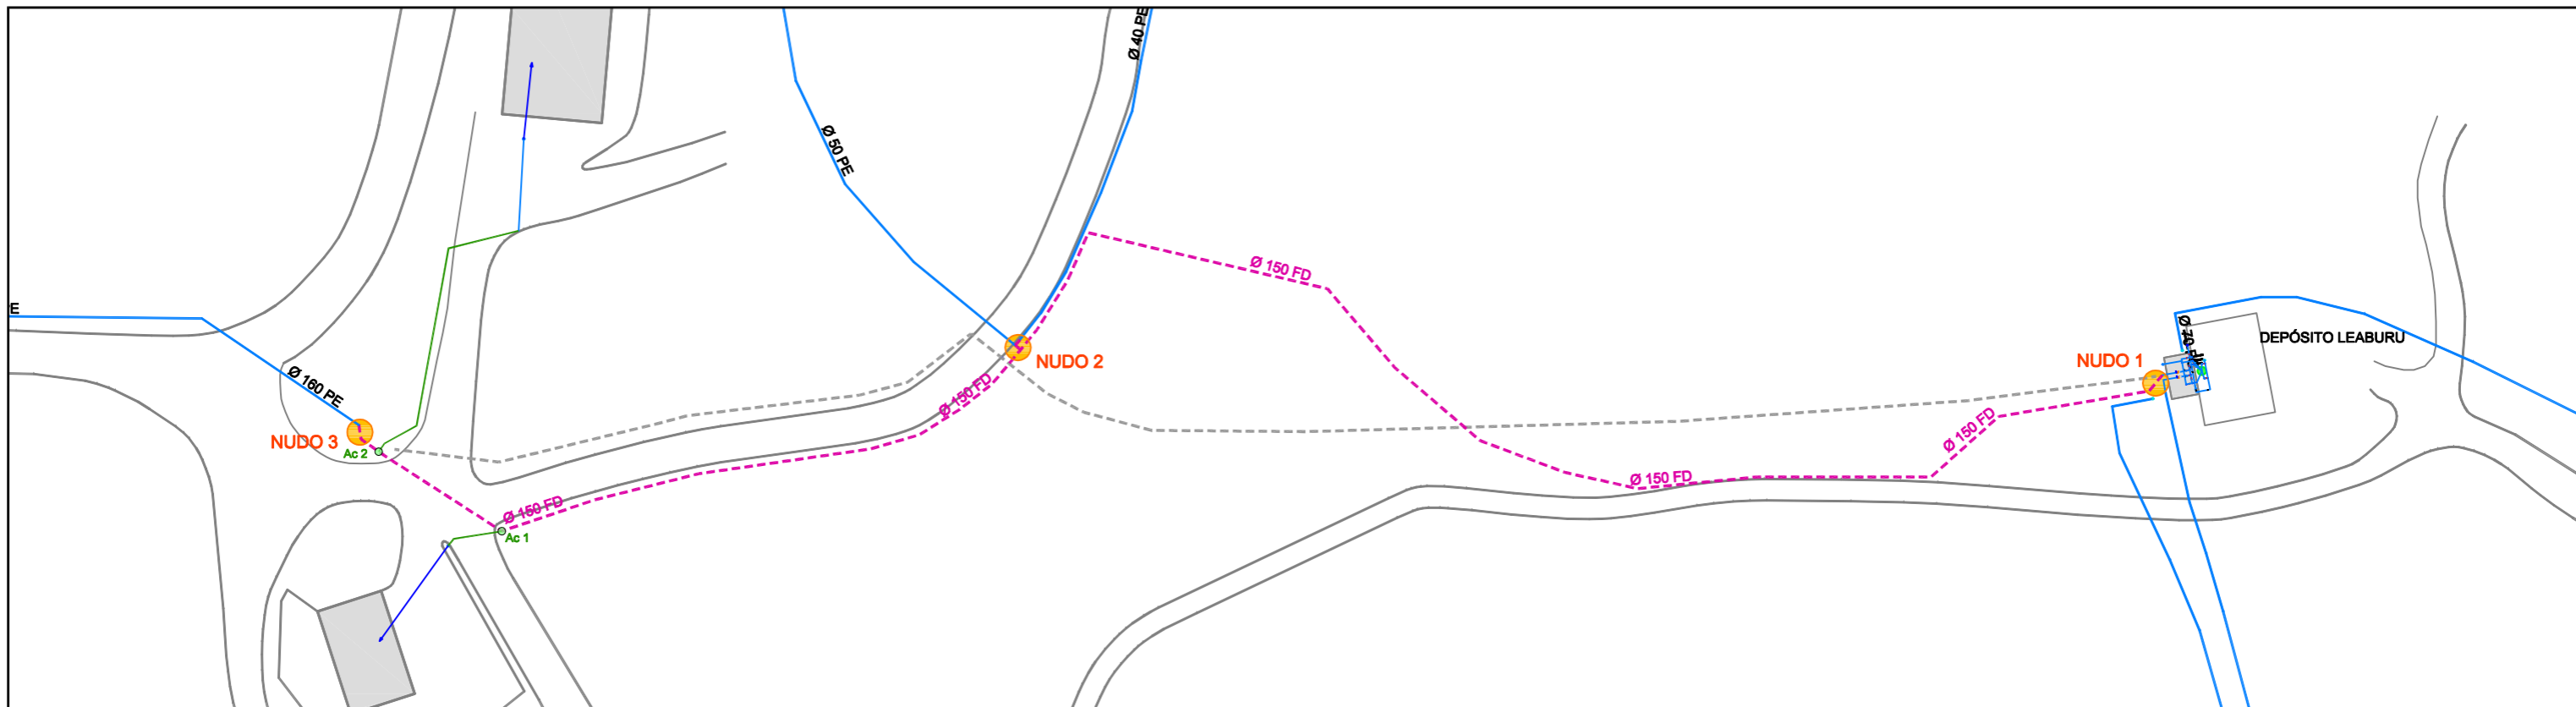 Ø 40 PE
Ø 50 PE
Ø 150 FD
E
Ø 70
DEPÓSITO LEABURU
NUDO 1
NUDO 2
Ø 160 PE
Ø 150 FD
Ø 150 FD
NUDO 3
Ac 2
Ø 150 FD
Ø 150 FD
Ac 1